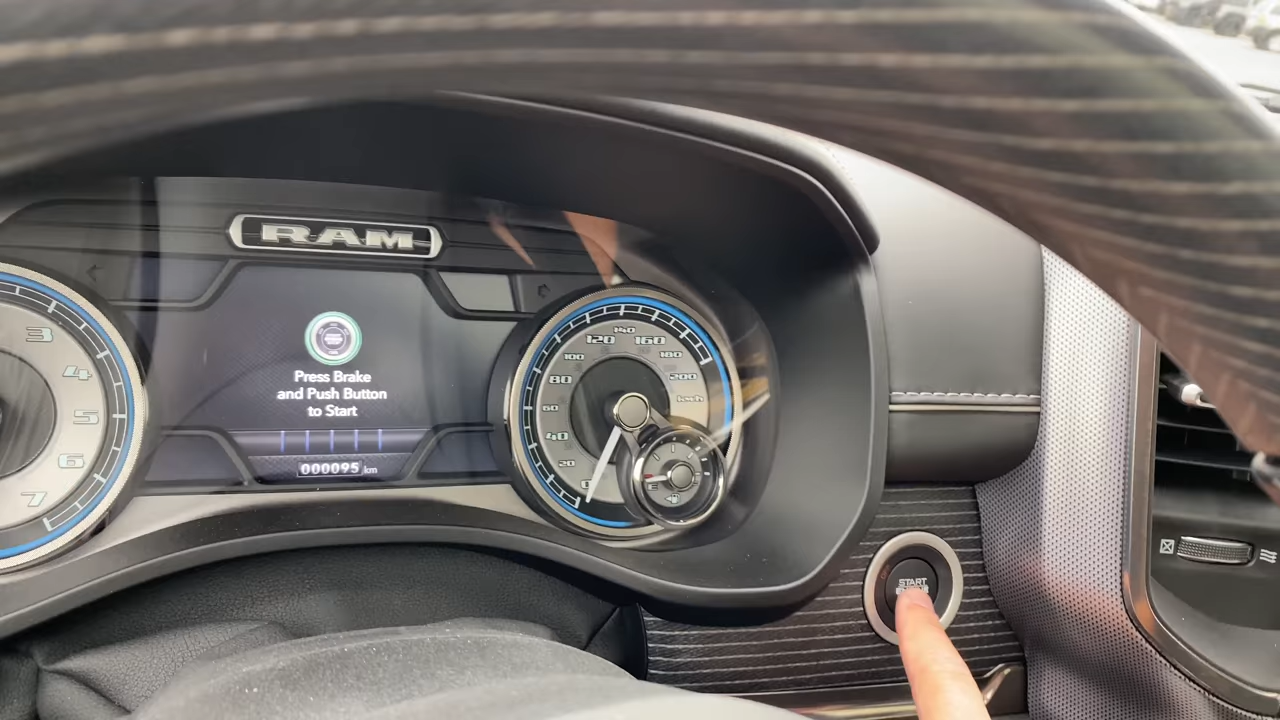 RAM
Press Brake
and Push Button
to Start
000095 km
3
4
5
6
7
0
20
40
60
80
100
120
140
160
180
200
km/h
E
START